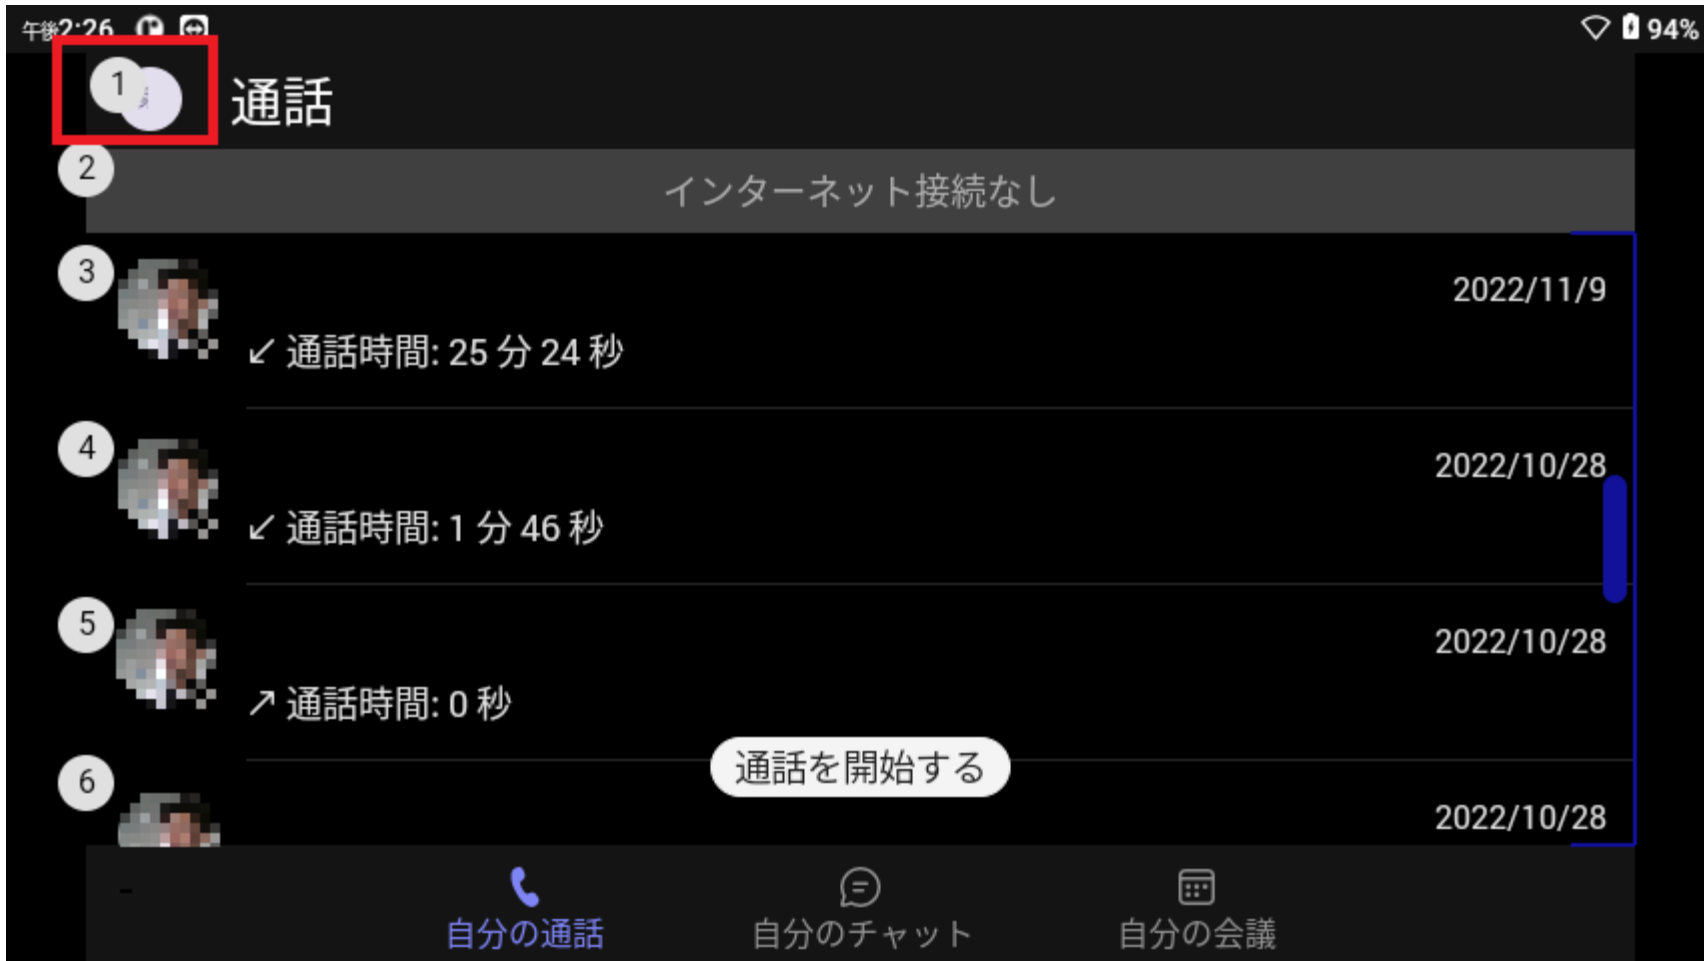 午後2:26
94%
1
通話
2
インターネット接続なし
3
2022/11/9
↙ 通話時間: 25 分 24 秒
4
2022/10/28
↙ 通話時間: 1 分 46 秒
5
2022/10/28
↗ 通話時間: 0 秒
通話を開始する
6
2022/10/28
自分の通話
自分のチャット
自分の会議